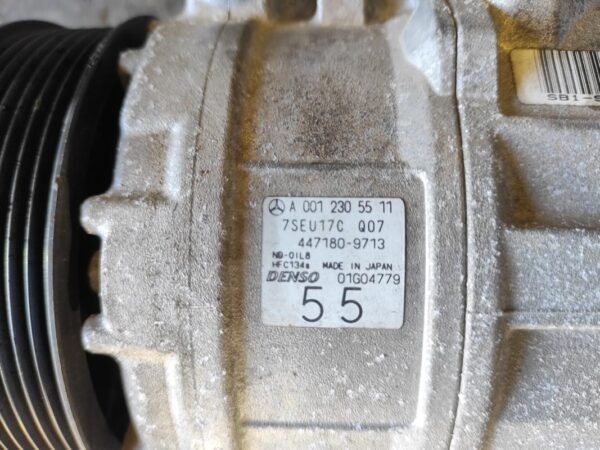 A 001 230 55 11
7SEU17C Q07
447180-9713
ND-OIL8
HFC134a MADE IN JAPAN
DENSO 01G04779
55